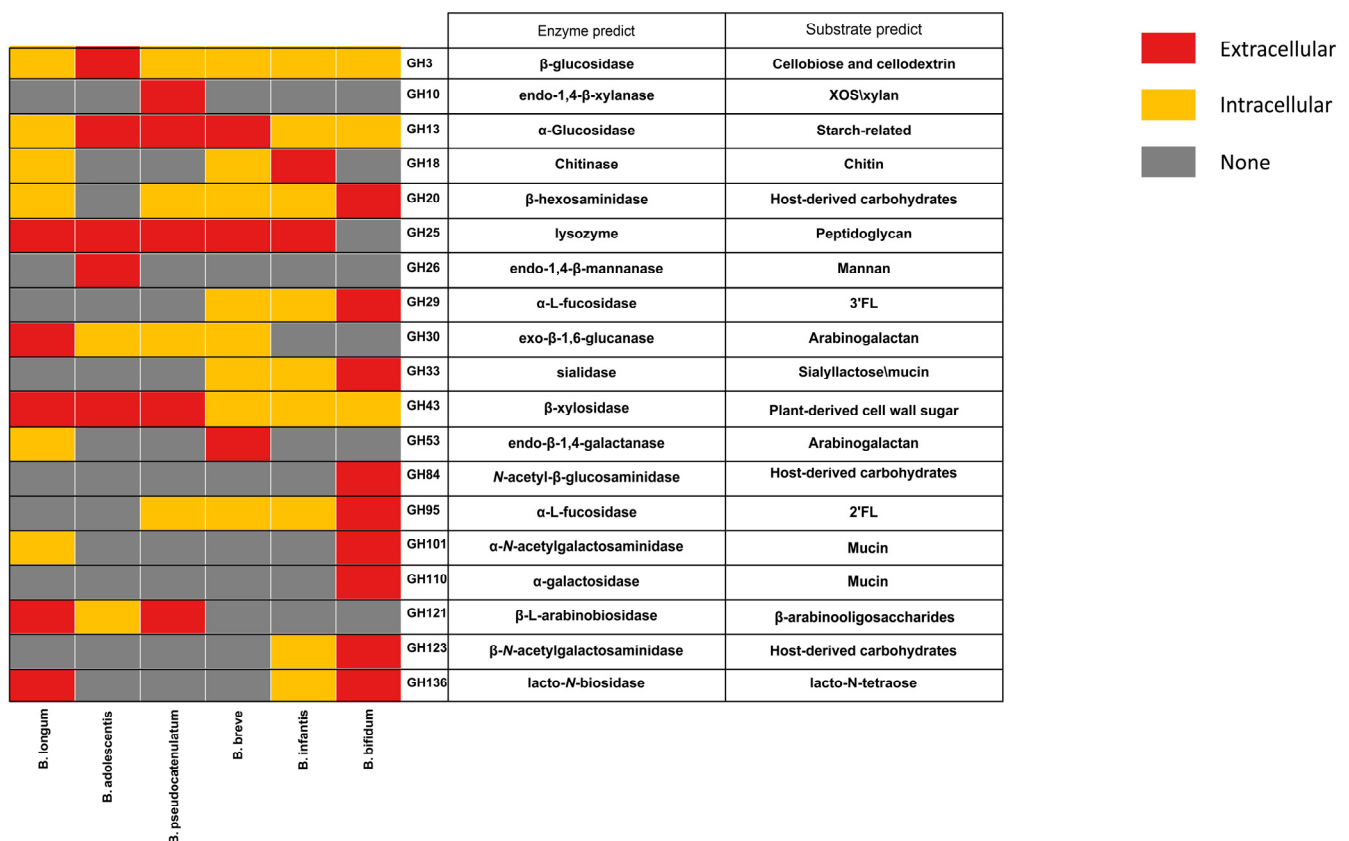 Enzyme predict Substrate predict
GH3 β-glucosidase Cellobiose and cellodextrin
GH10 endo-1,4-β-xylanase XOS\xylan
GH13 α-Glucosidase Starch-related
GH18 Chitinase Chitin
GH20 β-hexosaminidase Host-derived carbohydrates
GH25 lysozyme Peptidoglycan
GH26 endo-1,4-β-mannanase Mannan
GH29 α-L-fucosidase 3'FL
GH30 exo-β-1,6-glucanase Arabinogalactan
GH33 sialidase Sialyllactose\mucin
GH43 β-xylosidase Plant-derived cell wall sugar
GH53 endo-β-1,4-galactanase Arabinogalactan
GH84 N-acetyl-β-glucosaminidase Host-derived carbohydrates
GH95 α-L-fucosidase 2'FL
GH101 α-N-acetylgalactosaminidase Mucin
GH110 α-galactosidase Mucin
GH121 β-L-arabinobiosidase β-arabinooligosaccharides
GH123 β-N-acetylgalactosaminidase Host-derived carbohydrates
GH136 lacto-N-biosidase lacto-N-tetraose
B. longum
B. adolescentis
B. pseudocatenulatum
B. breve
B. infantis
B. bifidum
Extracellular
Intracellular
None